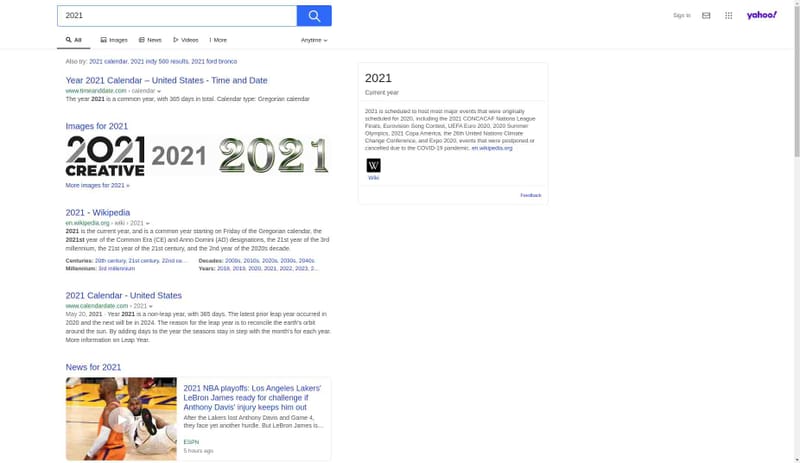 2021
Sign In
yahoo!
All
Images
News
Videos
More
Anytime
Also try: 2021 calendar, 2021 indy 500 results, 2021 ford bronco
Year 2021 Calendar – United States - Time and Date
www.timeanddate.com › calendar
The year 2021 is a common year, with 365 days in total. Calendar type: Gregorian calendar
Images for 2021
2021
CREATIVE
2021
2021
More images for 2021 »
2021 - Wikipedia
en.wikipedia.org › wiki › 2021
2021 is the current year, and is a common year starting on Friday of the Gregorian calendar, the
2021st year of the Common Era (CE) and Anno Domini (AD) designations, the 21st year of the 3rd
millennium, the 21st year of the 21st century, and the 2nd year of the 2020s decade.
Centuries: 20th century, 21st century, 22nd ce...
Decades: 2000s, 2010s, 2020s, 2030s, 2040s
Millennium: 3rd millennium
Years: 2018, 2019, 2020, 2021, 2022, 2023, 2...
2021 Calendar - United States
www.calendardate.com › 2021
May 20, 2021 · Year 2021 is a non-leap year, with 365 days. The latest prior leap year occurred in
2020 and the next will be in 2024. The reason for the leap year is to reconcile the earth's orbit
around the sun. By adding days to the year the seasons stay in step with the month's for each year.
More information on Leap Year.
News for 2021
2021 NBA playoffs: Los Angeles Lakers'
LeBron James ready for challenge if
Anthony Davis' injury keeps him out
After the Lakers lost Anthony Davis and Game 4,
they face yet another hurdle. But LeBron James is...
ESPN
5 hours ago
2021
Current year
2021 is scheduled to host most major events that were originally
scheduled for 2020, including the 2021 CONCACAF Nations League
Finals, Eurovision Song Contest, UEFA Euro 2020, 2020 Summer
Olympics, 2021 Copa America, the 26th United Nations Climate
Change Conference, and Expo 2020, events that were postponed or
cancelled due to the COVID-19 pandemic. en.wikipedia.org
W
Wiki
Feedback